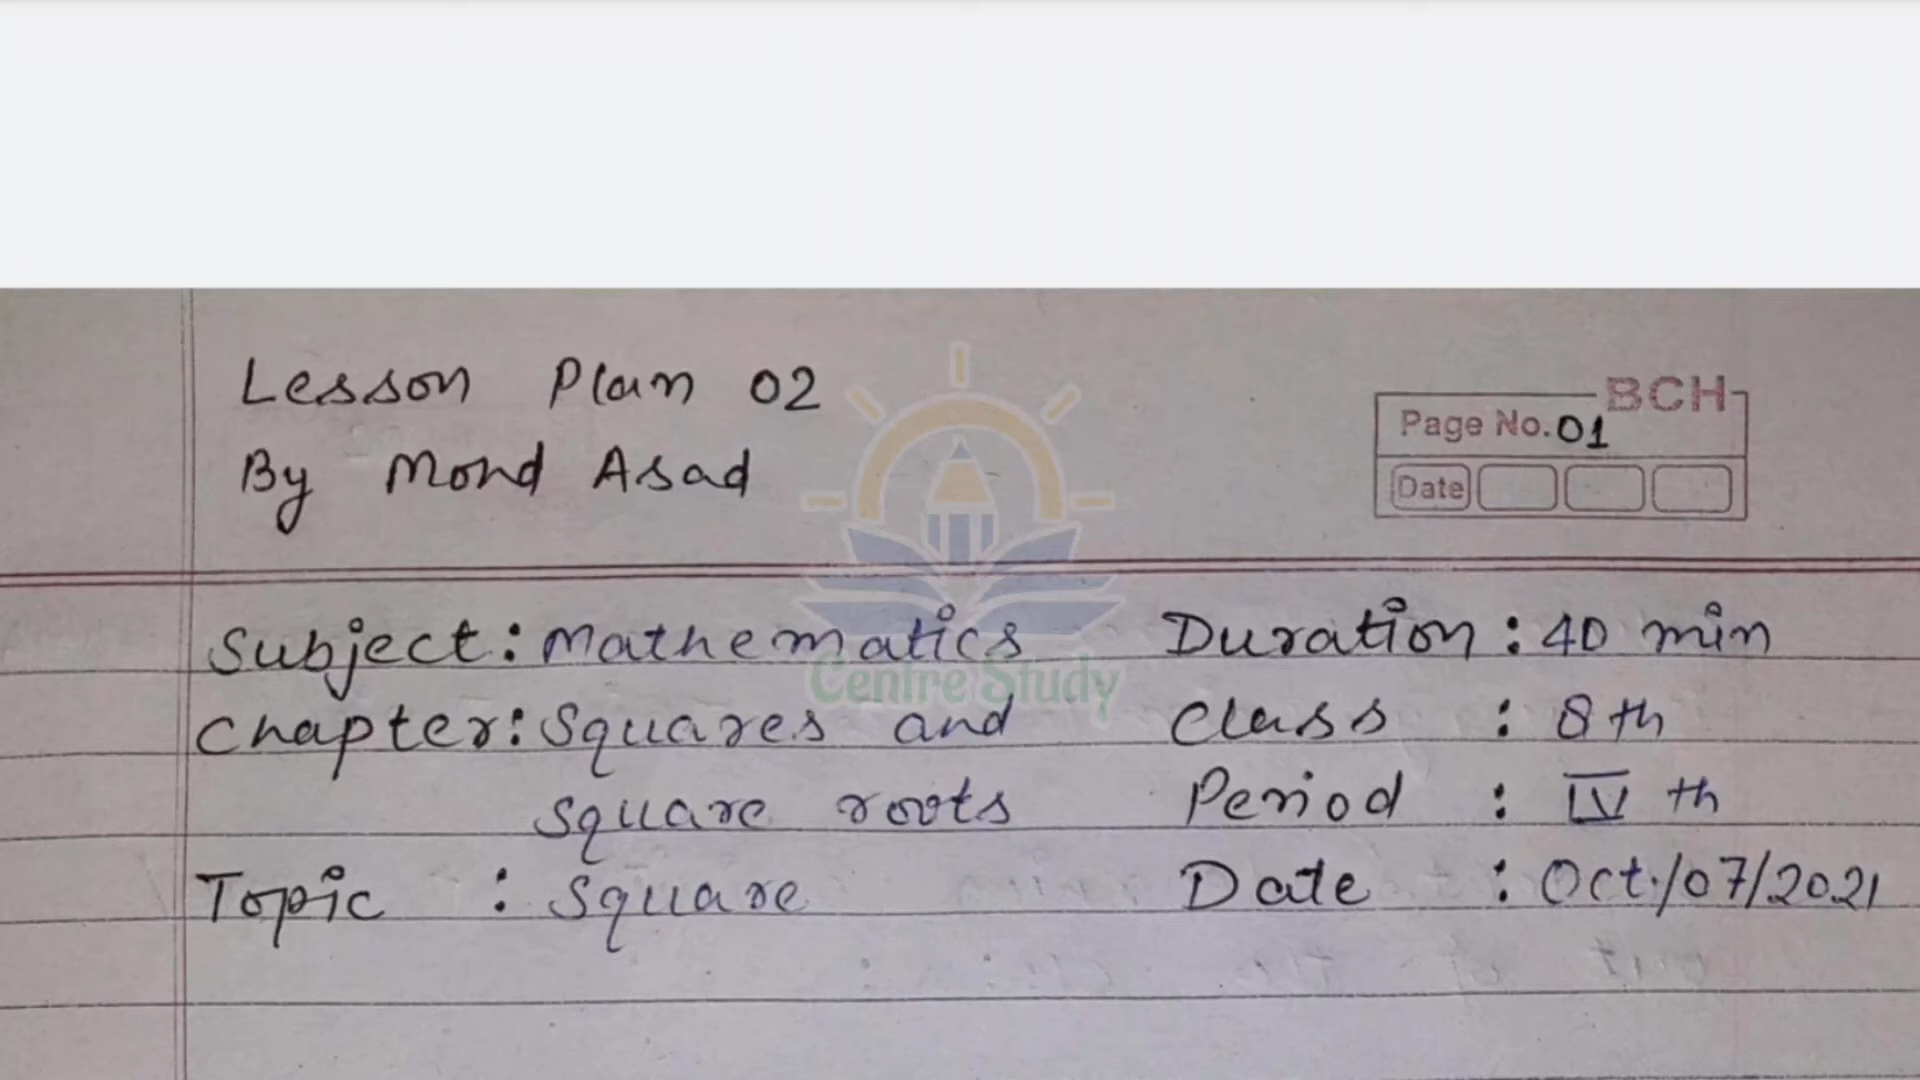 Lesson Plan 02
By Mohd Asad
BCH
Page No. 01
Date
Subject: Mathematics Duration: 40 min
Centre Study
Chapter: Squares and Class : 8th
square roots Period : IV th
Topic : Square Date : Oct./07/2021